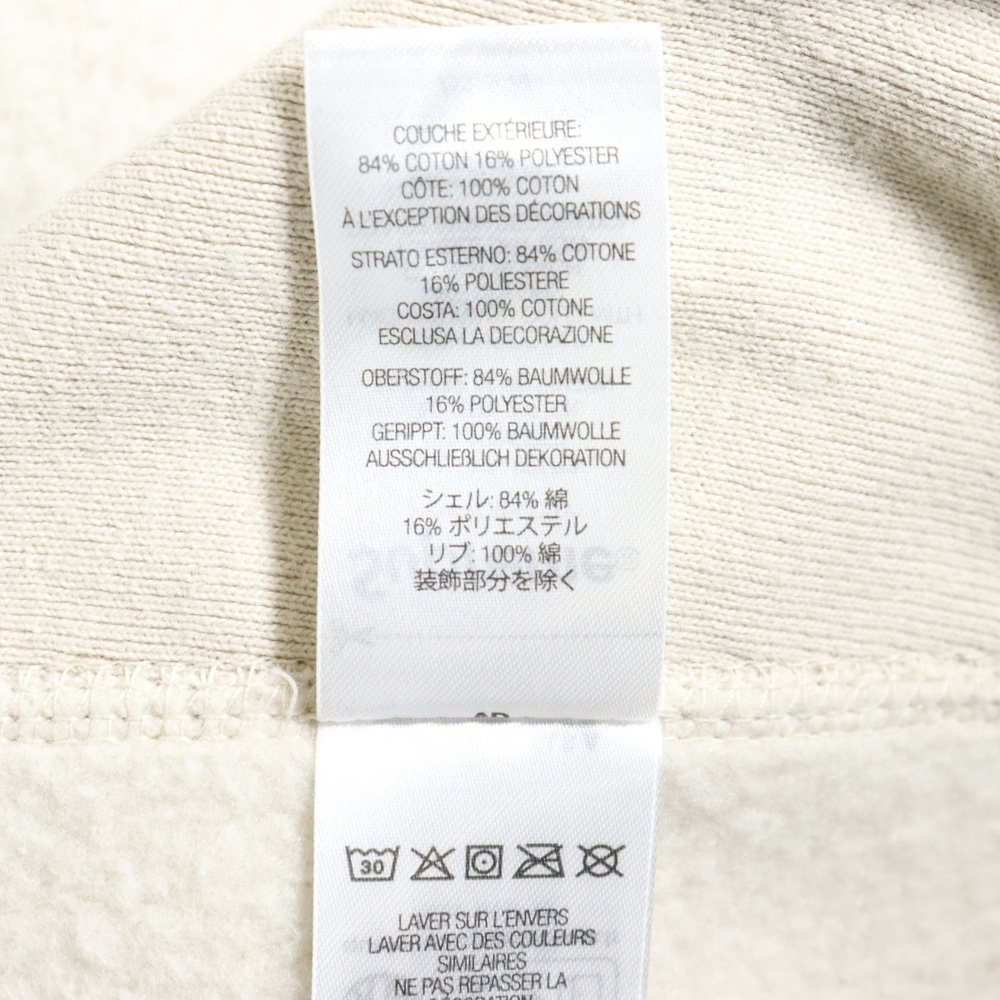 COUCHE EXTÉRIEURE:
84% COTON 16% POLYESTER
CÔTE: 100% COTON
À L'EXCEPTION DES DÉCORATIONS
STRATO ESTERNO: 84% COTONE
16% POLIESTERE
COSTA: 100% COTONE
ESCLUSA LA DECORAZIONE
OBERSTOFF: 84% BAUMWOLLE
16% POLYESTER
GERIPPT: 100% BAUMWOLLE
AUSSCHLIEßLICH DEKORATION
シェル: 84% 綿
16% ポリエステル
リブ: 100% 綿
装飾部分を除く
30
LAVER SUR L'ENVERS
LAVER AVEC DES COULEURS
SIMILAIRES
NE PAS REPASSER LA